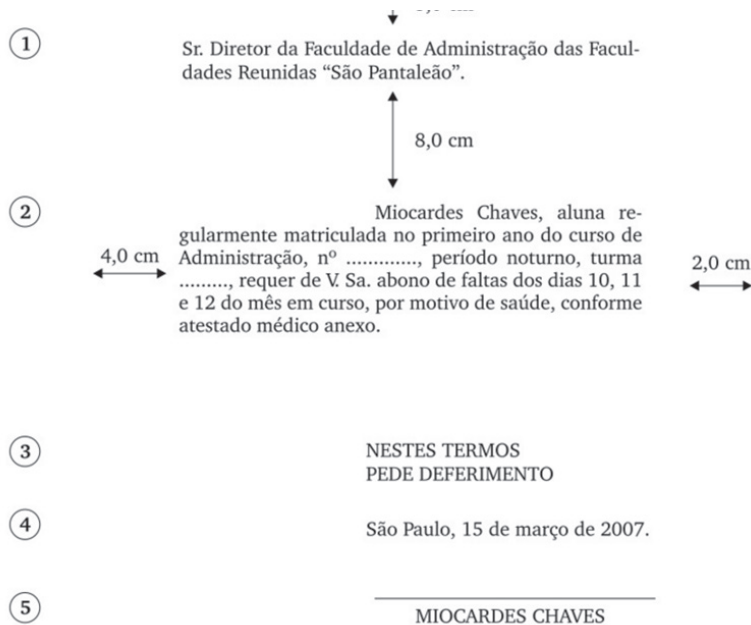 1
Sr. Diretor da Faculdade de Administração das Facul-
dades Reunidas “São Pantaleão”.
8,0 cm
2
Miocardes Chaves, aluna re-
gularmente matriculada no primeiro ano do curso de
4,0 cm Administração, nº ............., período noturno, turma 2,0 cm
........., requer de V. Sa. abono de faltas dos dias 10, 11
e 12 do mês em curso, por motivo de saúde, conforme
atestado médico anexo.
3 NESTES TERMOS
PEDE DEFERIMENTO
4 São Paulo, 15 de março de 2007.
5 MIOCARDES CHAVES